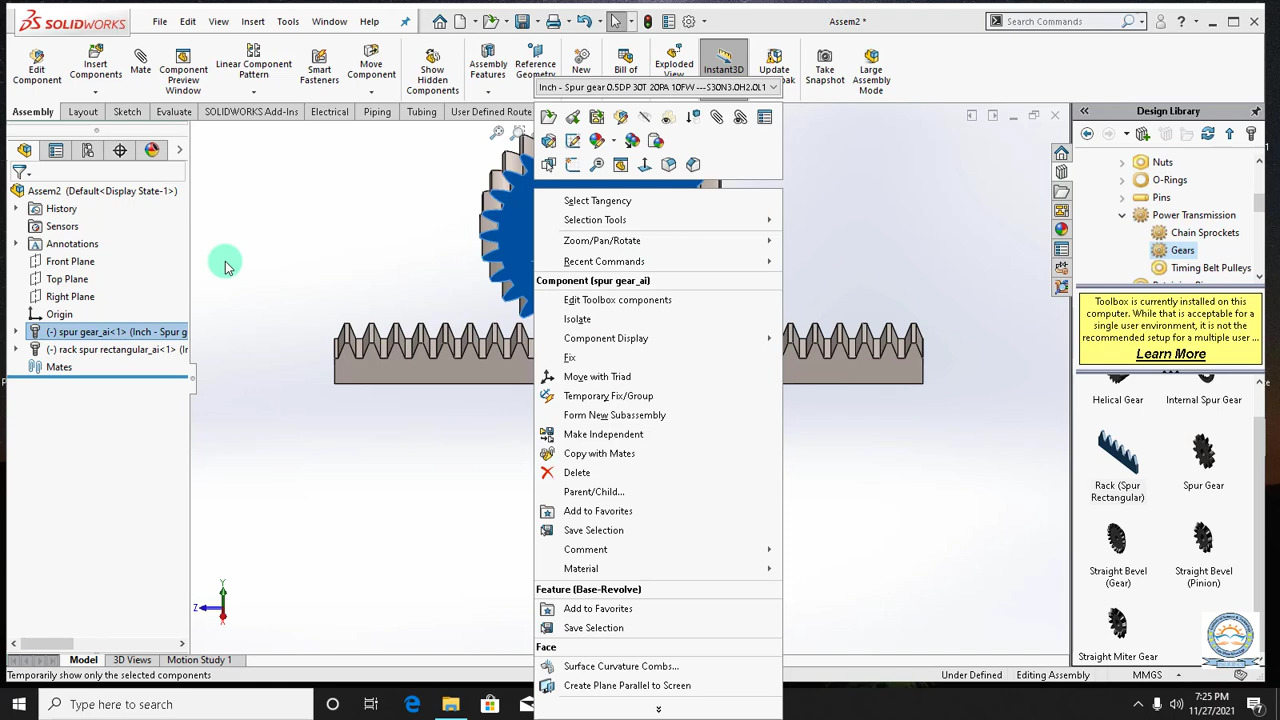 SOLIDWORKS
File
Edit
View
Insert
Tools
Window
Help
Assem2 *
Search Commands
Edit Component
Insert Components
Mate
Component Preview Window
Linear Component Pattern
Smart Fasteners
Move Component
Show Hidden Components
Assembly Features
Reference Geometry
New
Bill of
Exploded View
Instant3D
Update
Take Snapshot
Large Assembly Mode
Inch - Spur gear 0.5DP 30T 20PA 10FW ---S30N3.0H2.0L1
Assembly
Layout
Sketch
Evaluate
SOLIDWORKS Add-Ins
Electrical
Piping
Tubing
User Defined Route
Design Library
Assem2 (Default<Display State-1>)
History
Sensors
Annotations
Front Plane
Top Plane
Right Plane
Origin
(-) spur gear_ai<1> (Inch - Spur g
(-) rack spur rectangular_ai<1> (Ir
Mates
Select Tangency
Selection Tools
Zoom/Pan/Rotate
Recent Commands
Component (spur gear_ai)
Edit Toolbox components
Isolate
Component Display
Fix
Move with Triad
Temporary Fix/Group
Form New Subassembly
Make Independent
Copy with Mates
Delete
Parent/Child...
Add to Favorites
Save Selection
Comment
Material
Feature (Base-Revolve)
Add to Favorites
Save Selection
Face
Surface Curvature Combs...
Create Plane Parallel to Screen
Nuts
O-Rings
Pins
Power Transmission
Chain Sprockets
Gears
Timing Belt Pulleys
Toolbox is currently installed on this
computer. While that is acceptable for a
single user environment, it is not the
recommended setup for a multiple user ...
Learn More
Helical Gear
Internal Spur Gear
Rack (Spur Rectangular)
Spur Gear
Straight Bevel (Gear)
Straight Bevel (Pinion)
Straight Miter Gear
Y
Z
Model
3D Views
Motion Study 1
Temporarily show only the selected components
Under Defined
Editing Assembly
MMGS
Type here to search
7:25 PM
11/27/2021